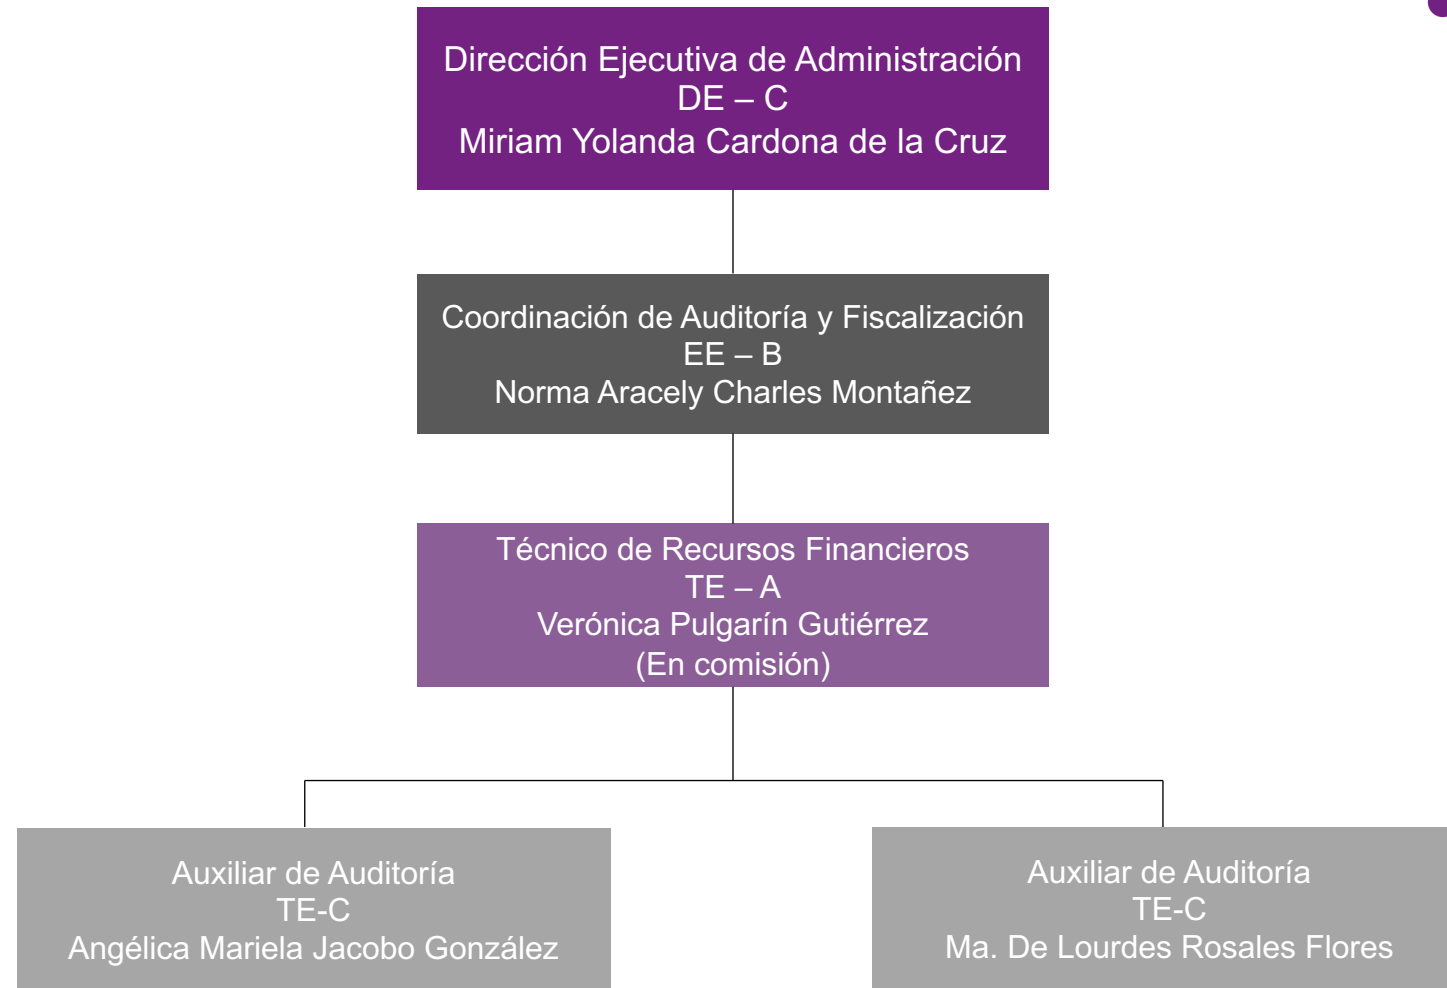 Dirección Ejecutiva de Administración
DE – C
Miriam Yolanda Cardona de la Cruz
Coordinación de Auditoría y Fiscalización
EE – B
Norma Aracely Charles Montañez
Técnico de Recursos Financieros
TE – A
Verónica Pulgarín Gutiérrez
(En comisión)
Auxiliar de Auditoría
TE-C
Angélica Mariela Jacobo González
Auxiliar de Auditoría
TE-C
Ma. De Lourdes Rosales Flores